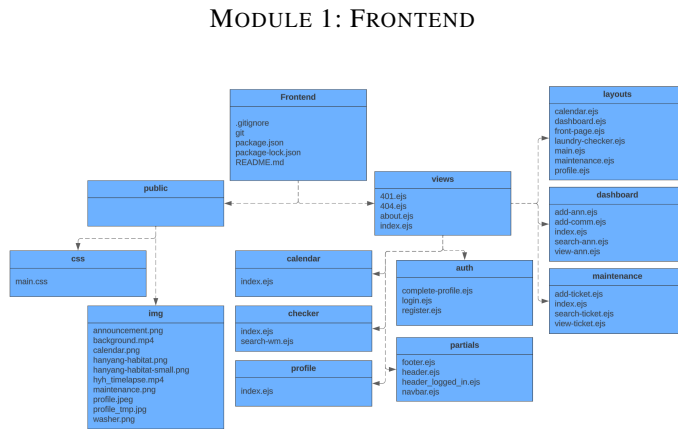 MODULE 1: FRONTEND
Frontend
.gitignore
git
package.json
package-lock.json
README.md
public
views
401.ejs
404.ejs
about.ejs
index.ejs
layouts
calendar.ejs
dashboard.ejs
front-page.ejs
laundry-checker.ejs
main.ejs
maintenance.ejs
profile.ejs
dashboard
add-ann.ejs
add-comm.ejs
index.ejs
search-ann.ejs
view-ann.ejs
maintenance
add-ticket.ejs
index.ejs
search-ticket.ejs
view-ticket.ejs
css
main.css
img
announcement.png
background.mp4
calendar.png
hanyang-habitat.png
hanyang-habitat-small.png
hyh_timelapse.mp4
maintenance.png
profile.jpeg
profile_tmp.jpg
washer.png
calendar
index.ejs
checker
index.ejs
search-wm.ejs
profile
index.ejs
auth
complete-profile.ejs
login.ejs
register.ejs
partials
footer.ejs
header.ejs
header_logged_in.ejs
navbar.ejs